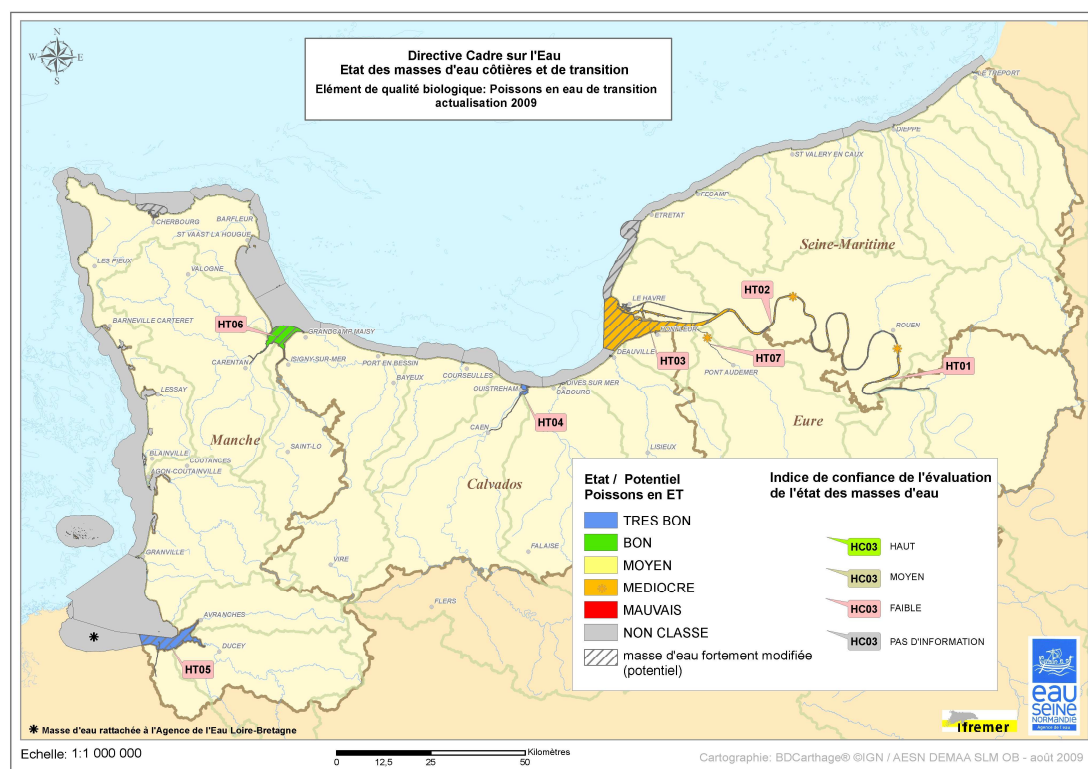 N
W E
S
Directive Cadre sur l'Eau
Etat des masses d'eau côtières et de transition
Elément de qualité biologique: Poissons en eau de transition
actualisation 2009
LE TRÉPORT
DIEPPE
ST VALERY EN CAUX
FECAMP
ETRETAT
Seine-Maritime
CHERBOURG
BARFLEUR
ST VAAST LA HOUGUE
LES PIEUX
VALOGNE
HT02
LE HAVRE
HT06
BARNEVILLE CARTERET
GRANDCAMP MAISY
ROUEN
HONFLEUR
CARENTAN
ISIGNY-SUR-MER
PORT EN BESSIN
DEAUVILLE
HT03
HT07
HT01
PONT AUDEMER
COURSEULLES
BAYEUX
OUISTREHAM
DIVES SUR MER
CABOURG
LESSAY
HT04
Eure
CAEN
Manche
SAINT-LO
LISIEUX
BLAINVILLE
COUTANCES
AGON-COUTAINVILLE
Calvados
GRANVILLE
VIRE
FALAISE
FLERS
AVRANCHES
DUCEY
HT05
Etat / Potentiel
Poissons en ET
TRES BON
BON
MOYEN
MEDIOCRE
MAUVAIS
NON CLASSE
masse d'eau fortement modifiée
(potentiel)
Indice de confiance de l'évaluation
de l'état des masses d'eau
HC03 HAUT
HC03 MOYEN
HC03 FAIBLE
HC03 PAS D'INFORMATION
eau
SEINE
NORMANDIE
Agence de l'eau
Ifremer
✷ Masse d'eau rattachée à l'Agence de l'Eau Loire-Bretagne
Echelle: 1:1 000 000
Kilomètres
0 12,5 25 50
Cartographie: BDCarthage® ©IGN / AESN DEMAA SLM OB - août 2009